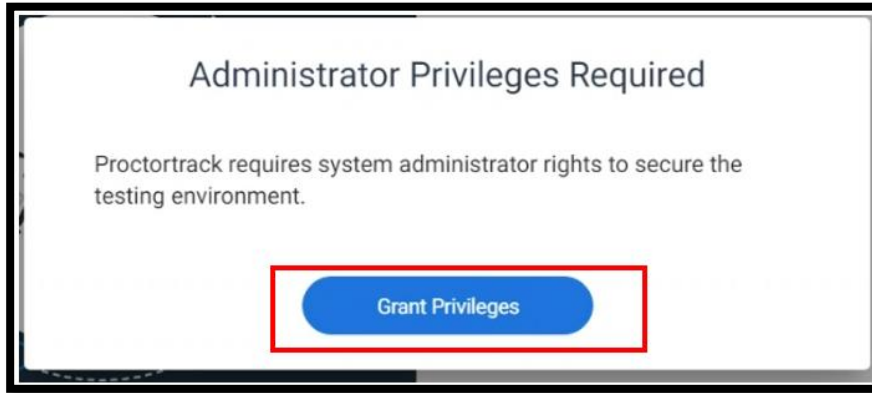 Administrator Privileges Required
Proctortrack requires system administrator rights to secure the
testing environment.
Grant Privileges